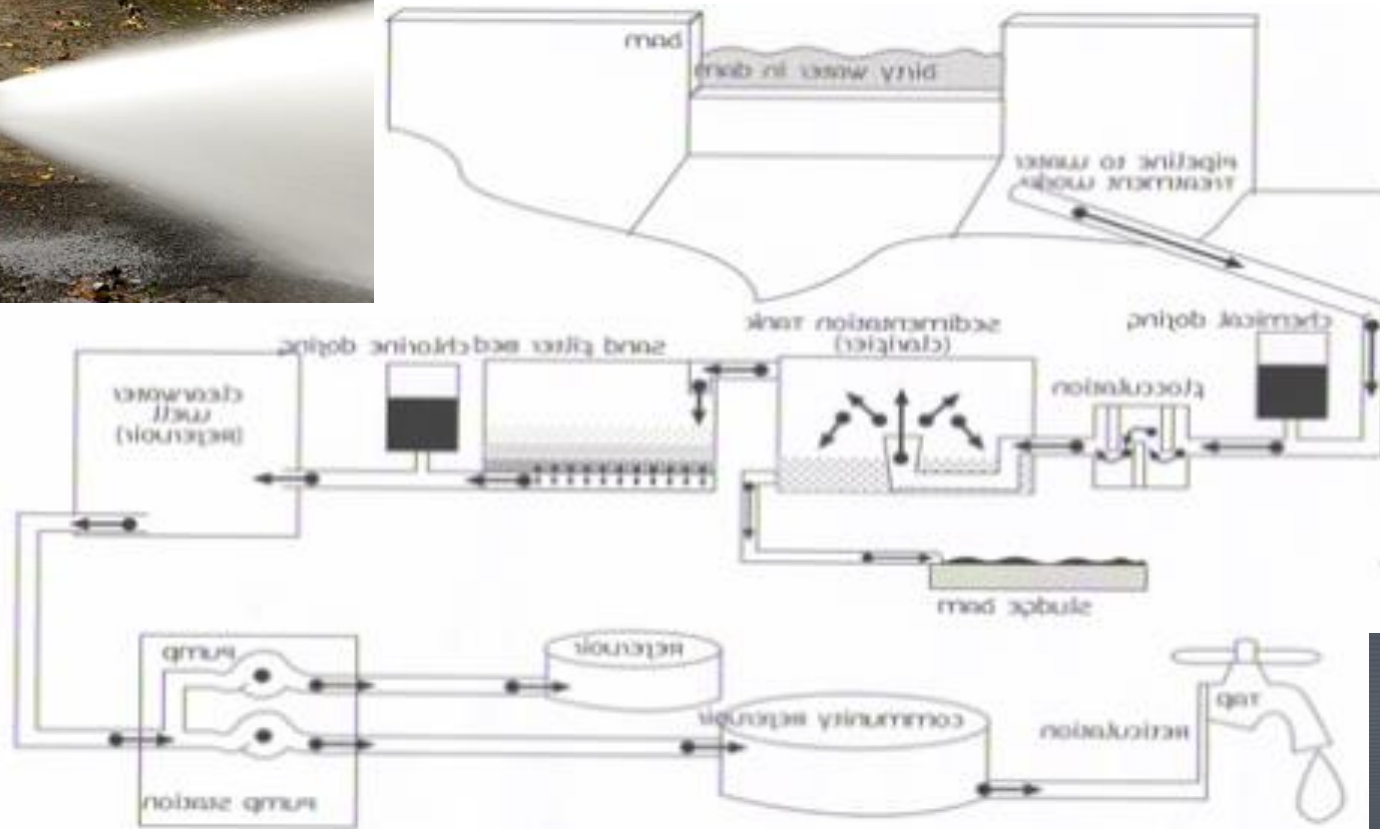 Dam
Dirty water in dam
Pipeline to water
Treatment works
chemical dosing
flocculation
sedimentation Tank
(clarifier)
sand filter Bed
chlorine dosing
clearwater
well
(Reservoir)
sludge dam
Pump
Pump station
Reservoir
community Reservoir
Reticulation
Tap